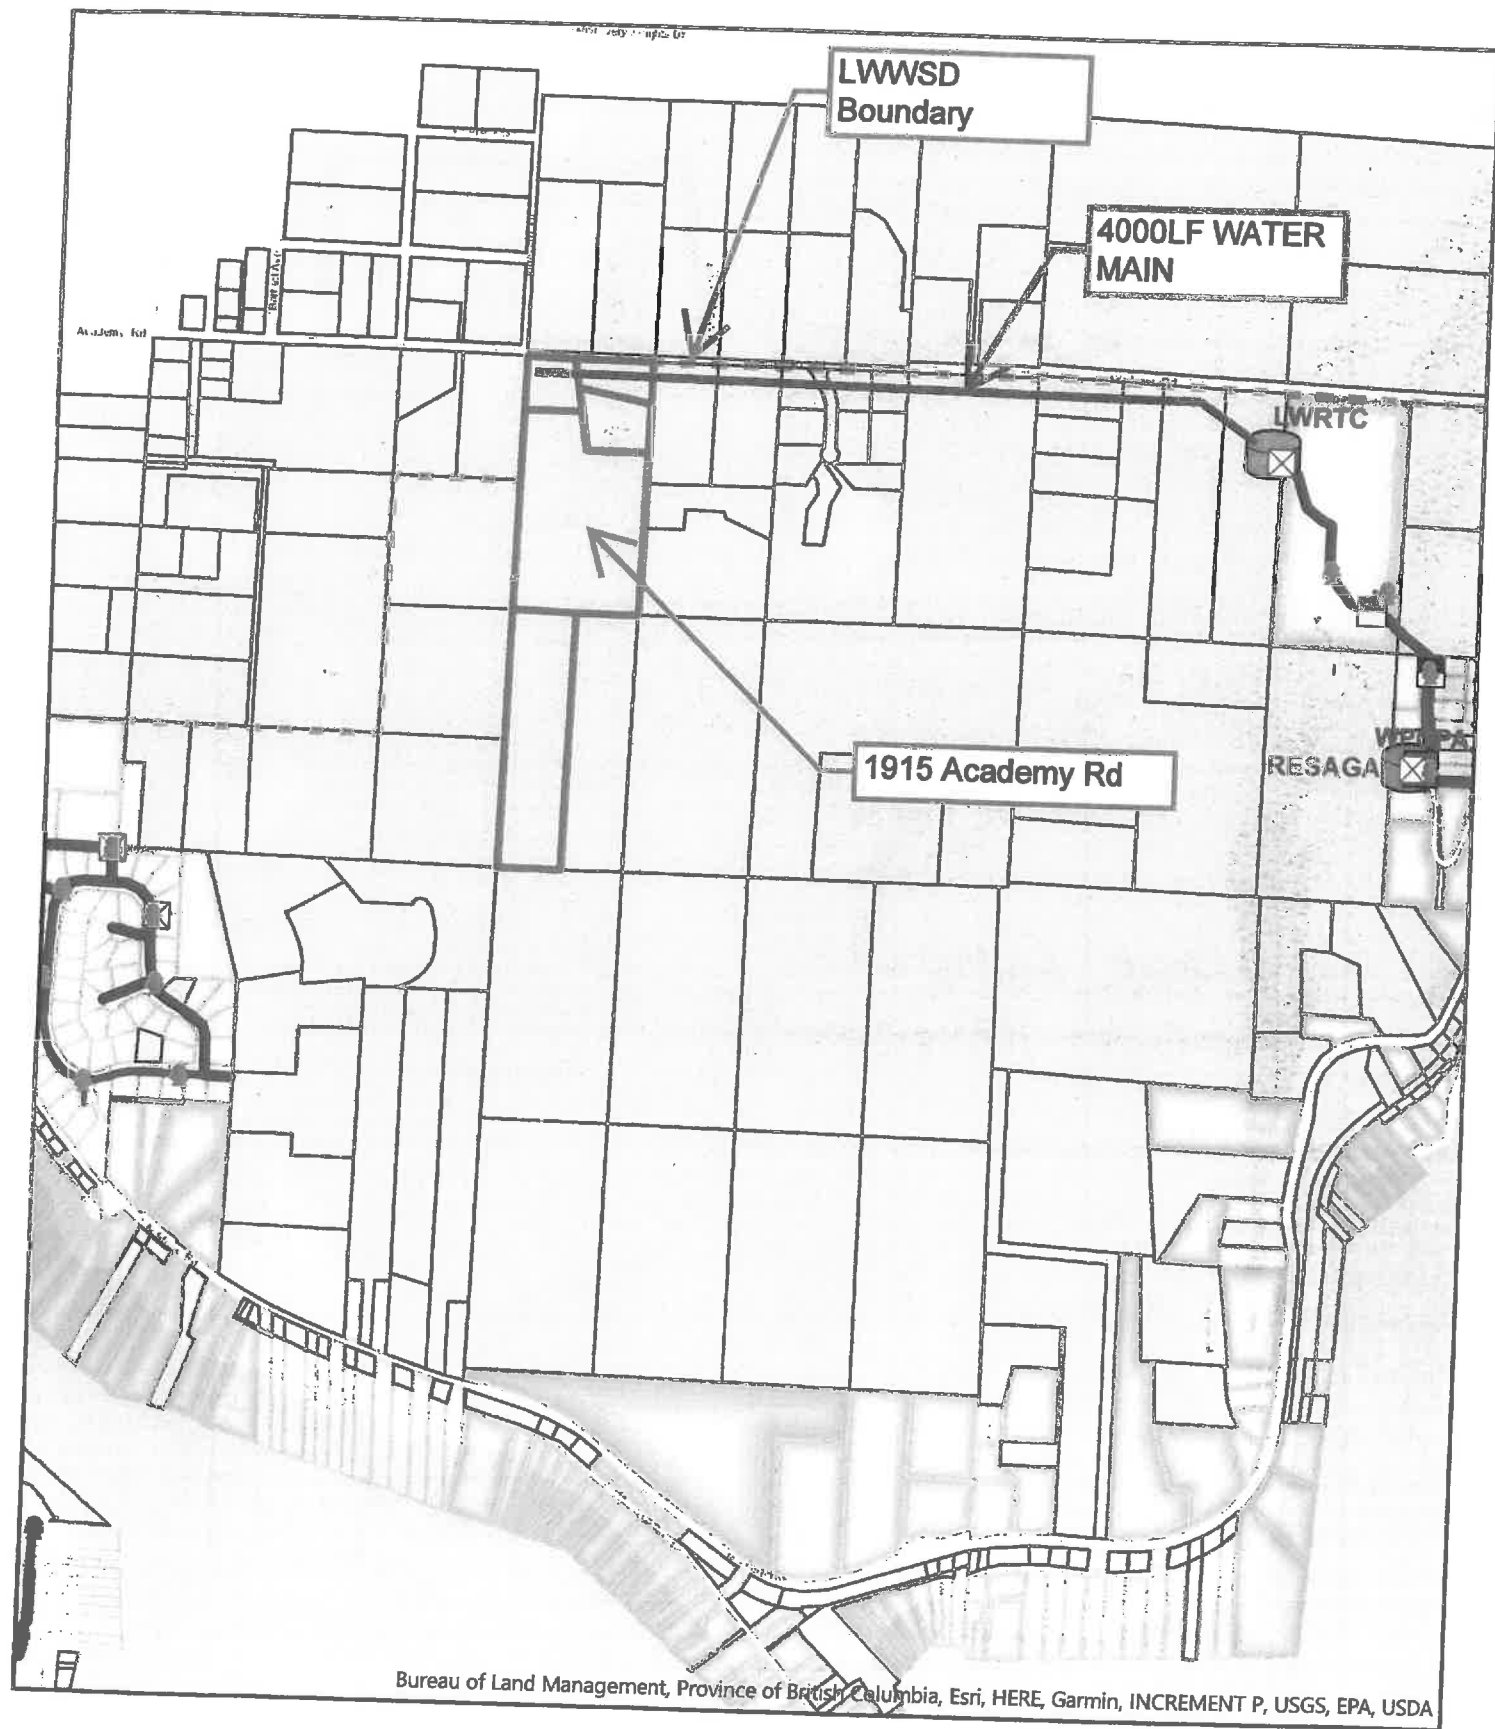 LWWSD
Boundary
4000LF WATER
MAIN
Academy Rd
LWRTC
1915 Academy Rd
RESAGA
Bureau of Land Management, Province of British Columbia, Esri, HERE, Garmin, INCREMENT P, USGS, EPA, USDA